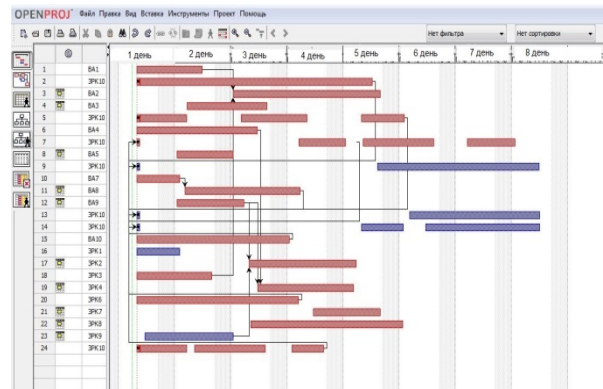 OPENPROJ™ Файл Правка Вид Вставка Инструменты Проект Помощь
Нет фильтра Нет сортировки
1 день 2 день 3 день 4 день 5 день 6 день 7 день 8 день
1 ВА1
2 ЗРК10
3 ВА2
4 ВА3
5 ЗРК10
6 ВА4
7 ЗРК10
8 ВА5
9 ЗРК10
10 ВА7
11 ВА8
12 ВА9
13 ЗРК10
14 ЗРК10
15 ВА10
16 ЗРК1
17 ЗРК2
18 ЗРК3
19 ЗРК4
20 ЗРК6
21 ЗРК7
22 ЗРК8
23 ЗРК9
24 ЗРК10